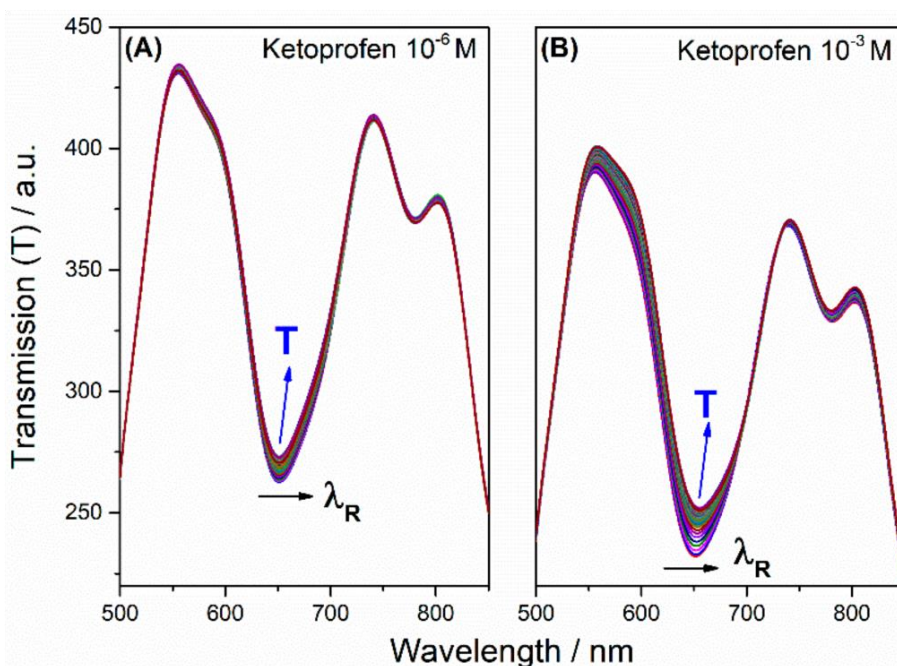 (A) Ketoprofen 10⁻⁶ M
(B) Ketoprofen 10⁻³ M
Transmission (T) / a.u.
450
400
350
300
250
T
λR
T
λR
500 600 700 800
500 600 700 800
Wavelength / nm